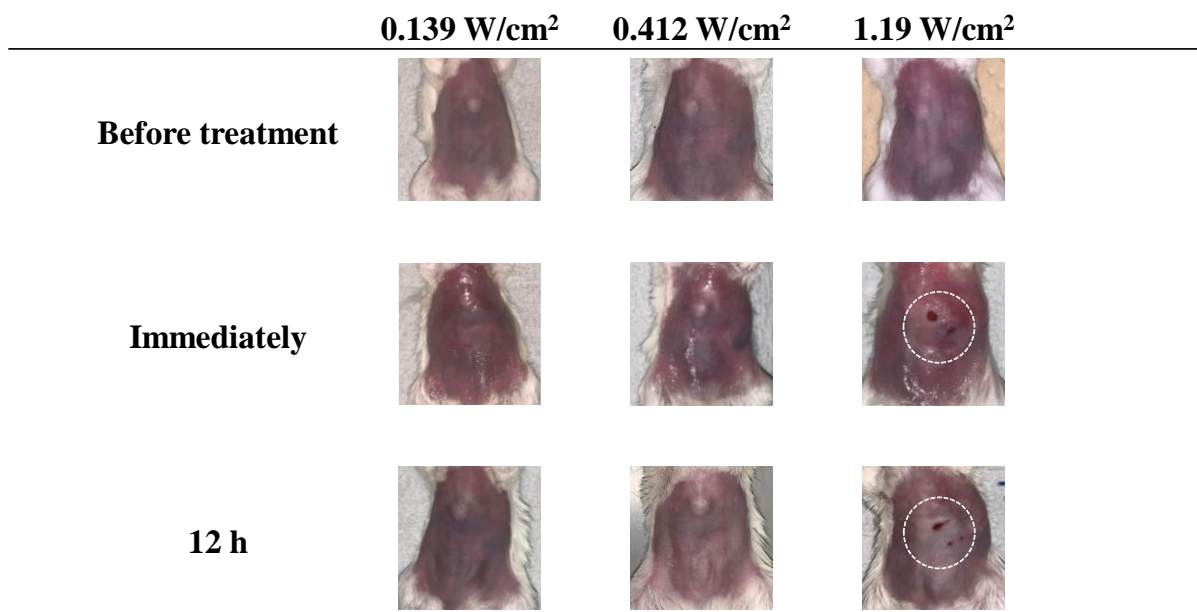 0.139 W/cm² 0.412 W/cm² 1.19 W/cm²
Before treatment
Immediately
12 h